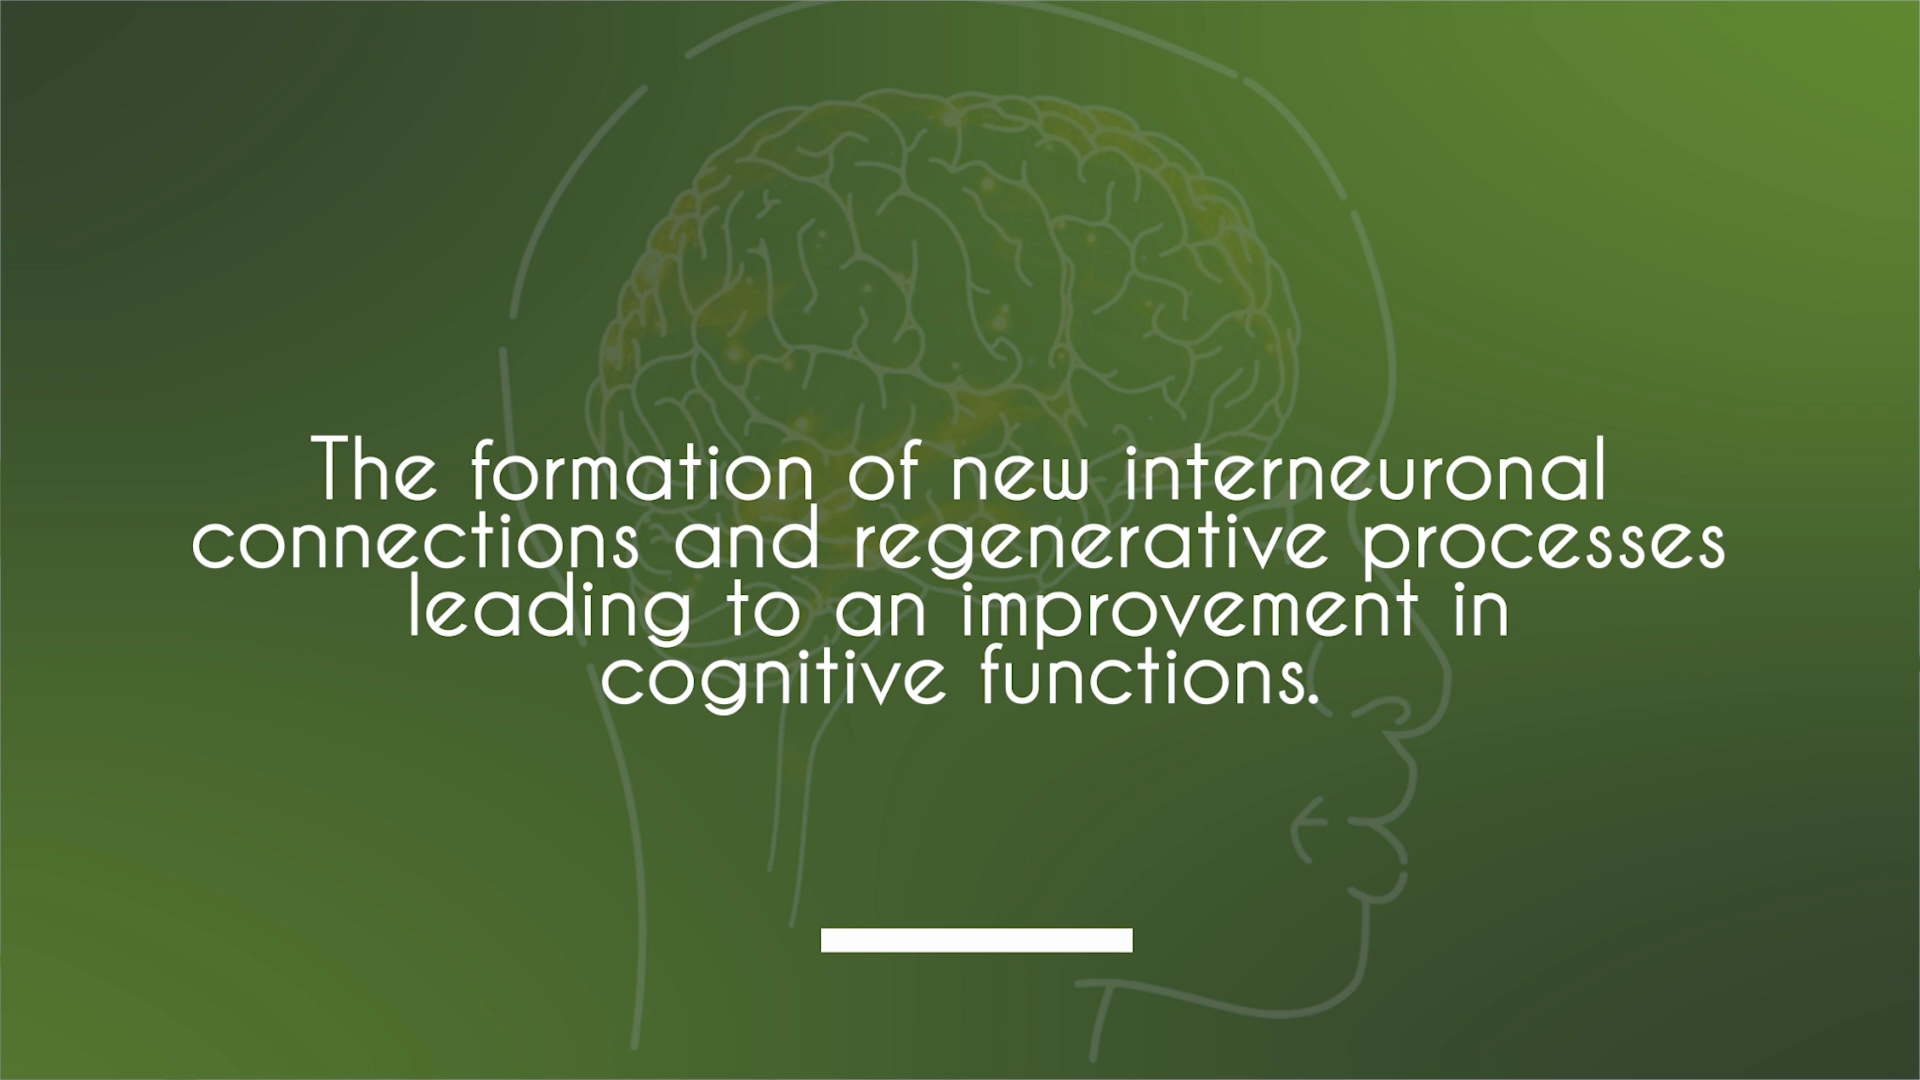 The formation of new interneuronal
connections and regenerative processes
leading to an improvement in
cognitive functions.